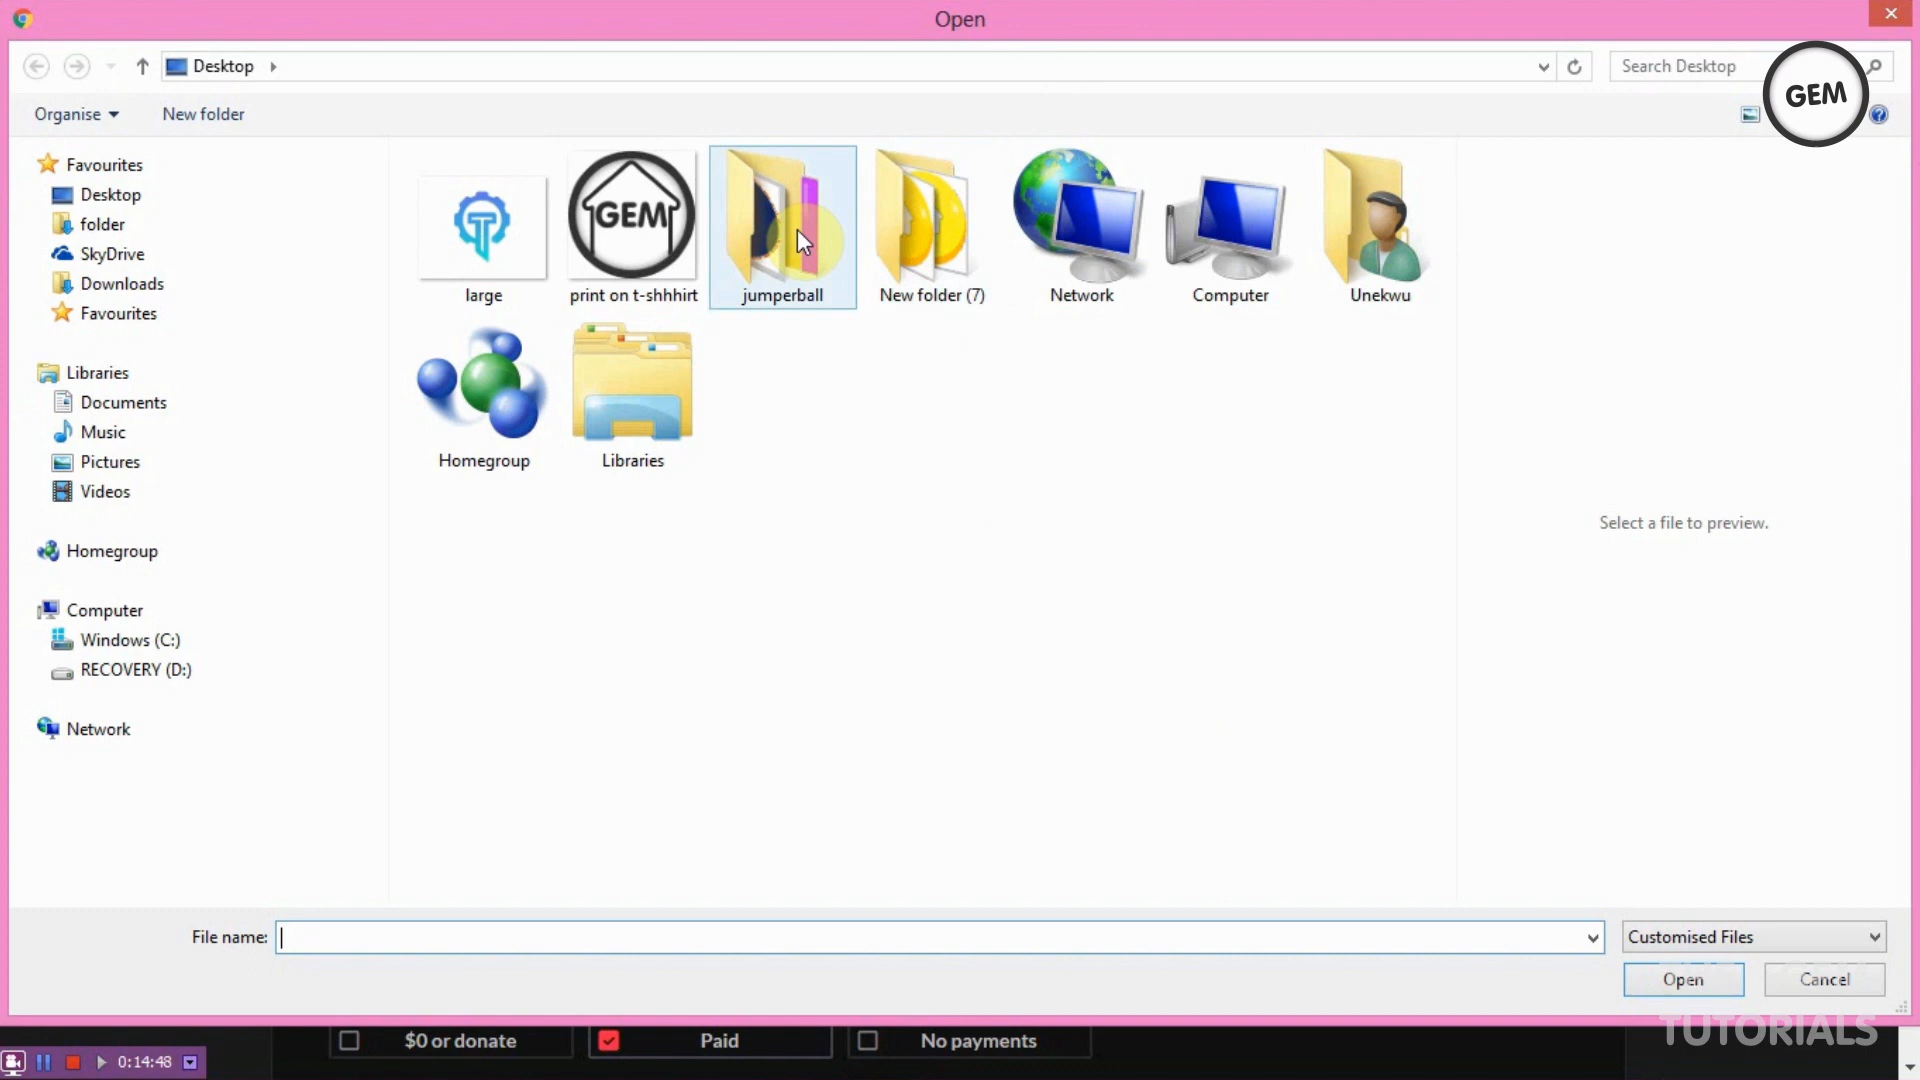 Open
Desktop
Search Desktop
GEM
Organise
New folder
Favourites
Desktop
folder
SkyDrive
Downloads
Favourites
Libraries
Documents
Music
Pictures
Videos
Homegroup
Computer
Windows (C:)
RECOVERY (D:)
Network
large
GEM
print on t-shhhirt
jumperball
New folder (7)
Network
Computer
Unekwu
Homegroup
Libraries
Select a file to preview.
File name:
Customised Files
Open
Cancel
TUTORIALS
$0 or donate
Paid
No payments
0:14:48